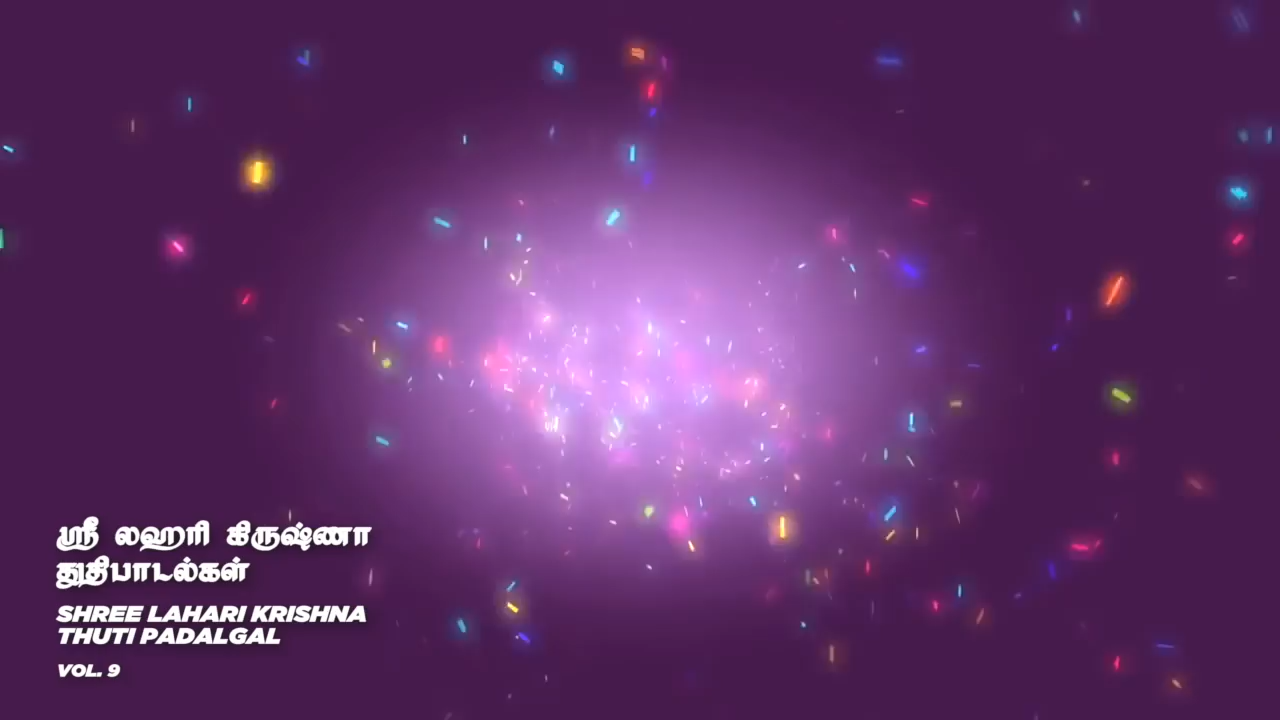 ஸ்ரீ லஹரி கிருஷ்ணா
துதிபாடல்கள்
SHREE LAHARI KRISHNA
THUTI PADALGAL
VOL. 9